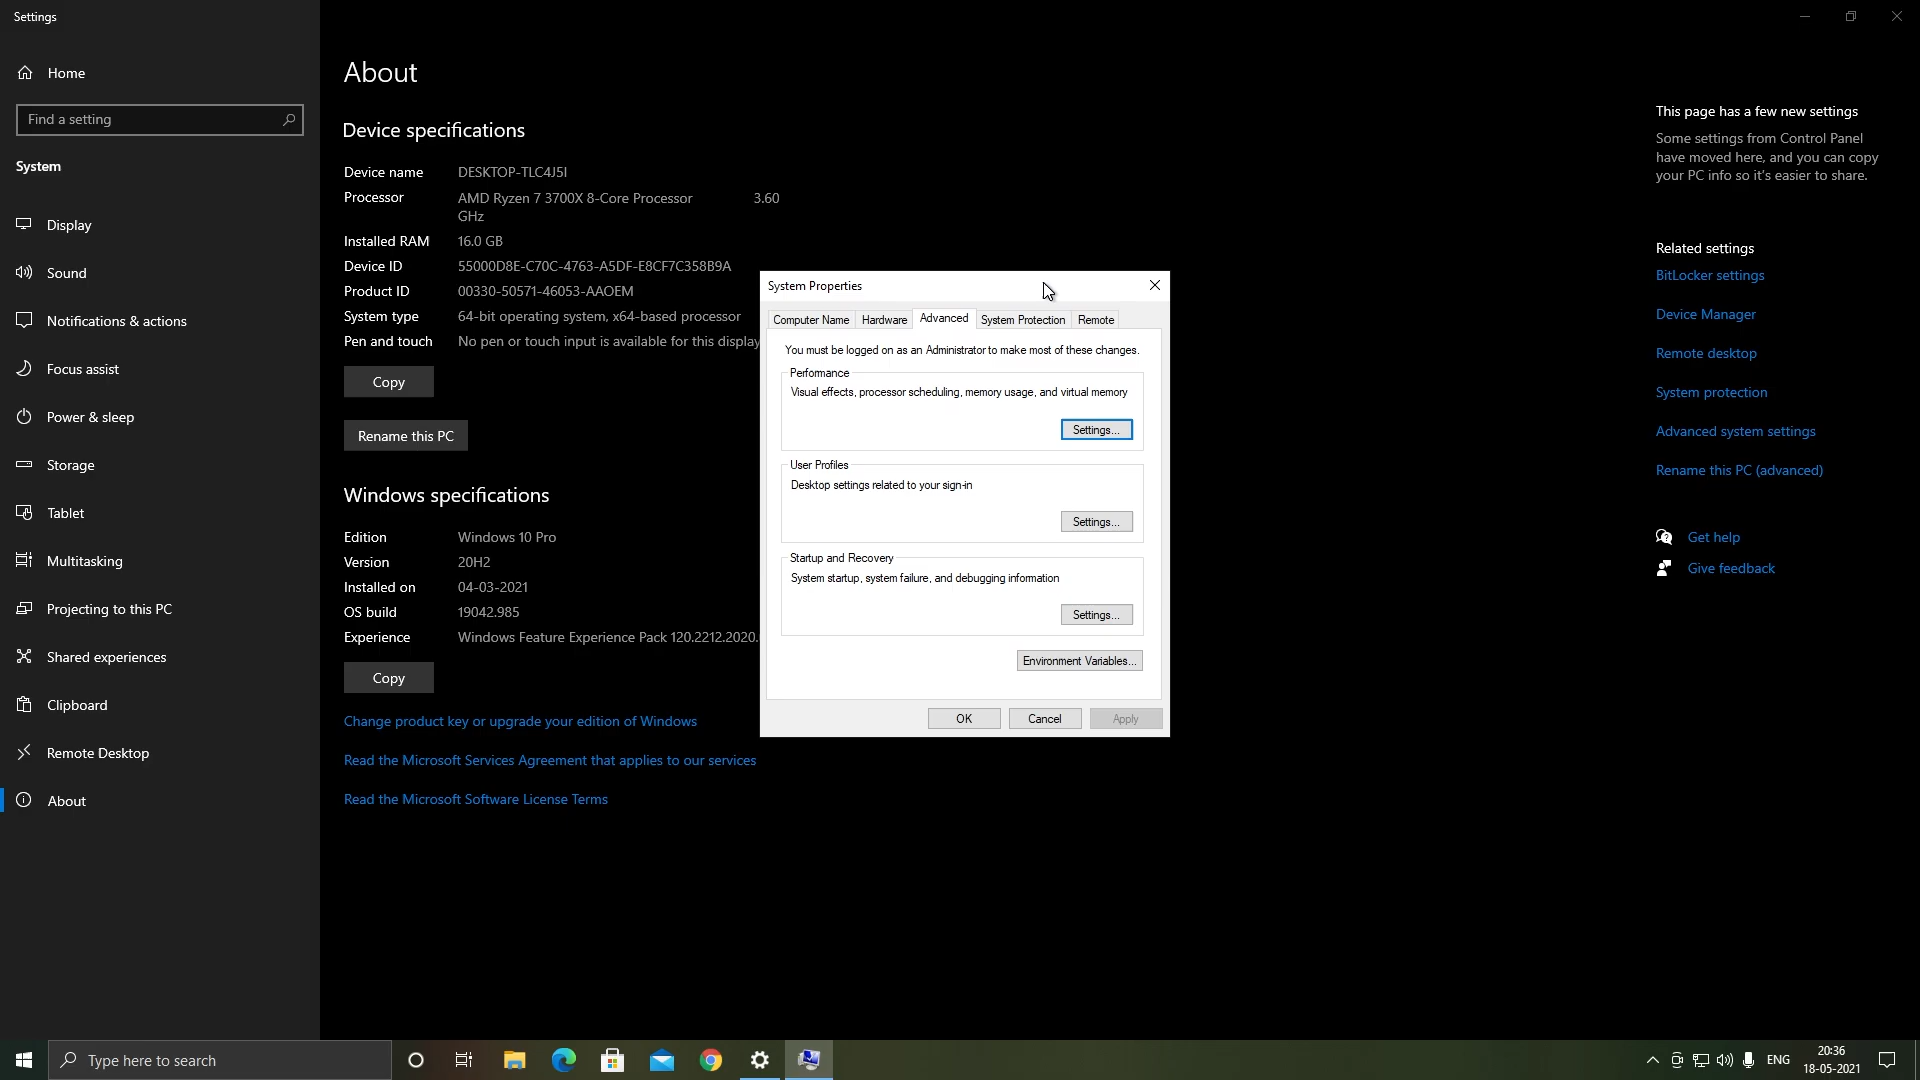 Settings
Home
Find a setting
System
Display
Sound
Notifications & actions
Focus assist
Power & sleep
Storage
Tablet
Multitasking
Projecting to this PC
Shared experiences
Clipboard
Remote Desktop
About
About
Device specifications
Device name DESKTOP-TLC4J5I
Processor AMD Ryzen 7 3700X 8-Core Processor 3.60
GHz
Installed RAM 16.0 GB
Device ID 55000D8E-C70C-4763-A5DF-E8CF7C358B9A
Product ID 00330-50571-46053-AAOEM
System type 64-bit operating system, x64-based processor
Pen and touch No pen or touch input is available for this display
Copy
Rename this PC
Windows specifications
Edition Windows 10 Pro
Version 20H2
Installed on 04-03-2021
OS build 19042.985
Experience Windows Feature Experience Pack 120.2212.2020.
Copy
Change product key or upgrade your edition of Windows
Read the Microsoft Services Agreement that applies to our services
Read the Microsoft Software License Terms
System Properties
Computer Name Hardware Advanced System Protection Remote
You must be logged on as an Administrator to make most of these changes.
Performance
Visual effects, processor scheduling, memory usage, and virtual memory
Settings...
User Profiles
Desktop settings related to your sign-in
Settings...
Startup and Recovery
System startup, system failure, and debugging information
Settings...
Environment Variables...
OK Cancel Apply
This page has a few new settings
Some settings from Control Panel
have moved here, and you can copy
your PC info so it's easier to share.
Related settings
BitLocker settings
Device Manager
Remote desktop
System protection
Advanced system settings
Rename this PC (advanced)
Get help
Give feedback
Type here to search
ENG
20:36
18-05-2021